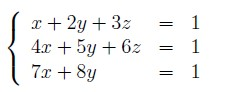 x + 2y + 3z = 1
4x + 5y + 6z = 1
7x + 8y = 1